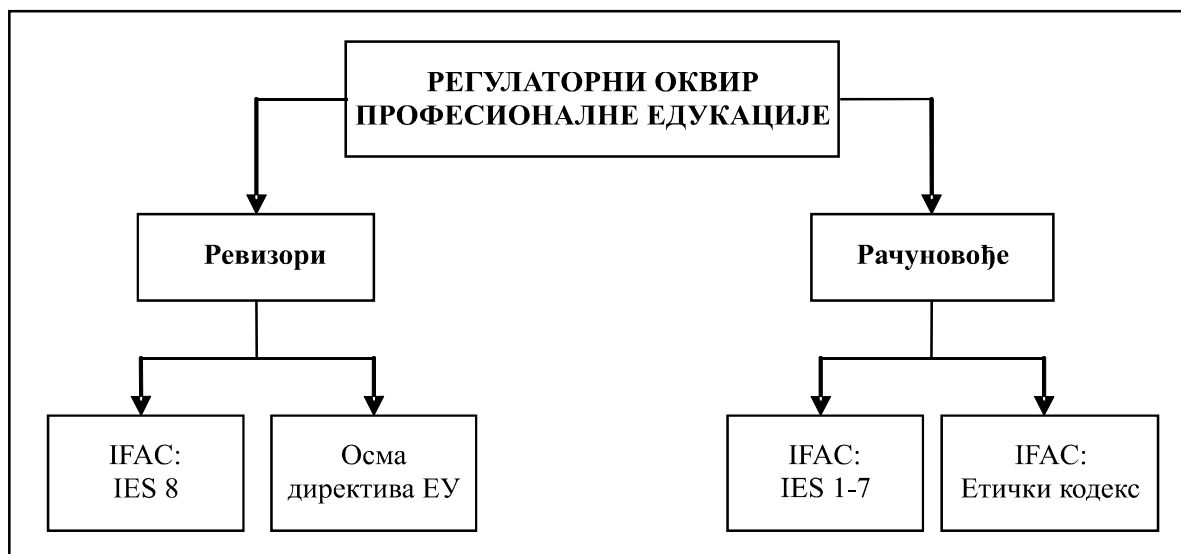 РЕГУЛАТОРНИ ОКВИР
ПРОФЕСИОНАЛНЕ ЕДУКАЦИЈЕ
Ревизори
Рачуновође
IFAC:
IES 8
Осма
директива ЕУ
IFAC:
IES 1-7
IFAC:
Етички кодекс